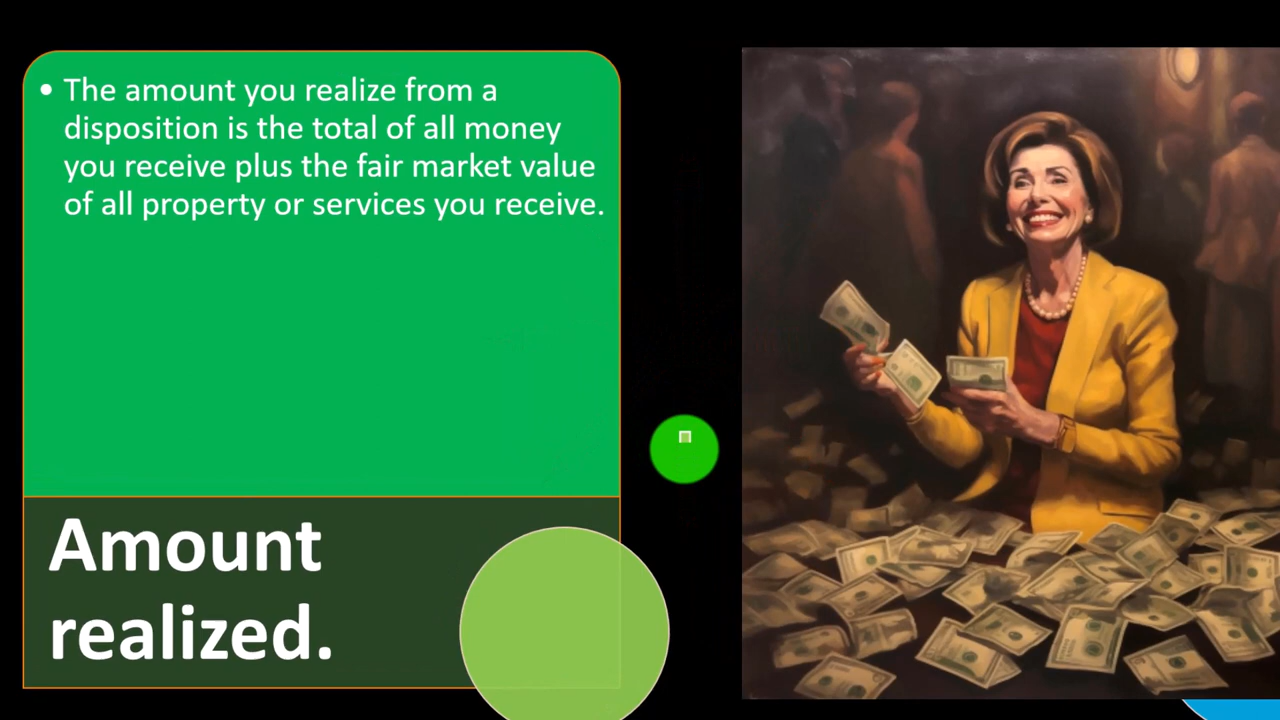 • The amount you realize from a
disposition is the total of all money
you receive plus the fair market value
of all property or services you receive.
Amount
realized.